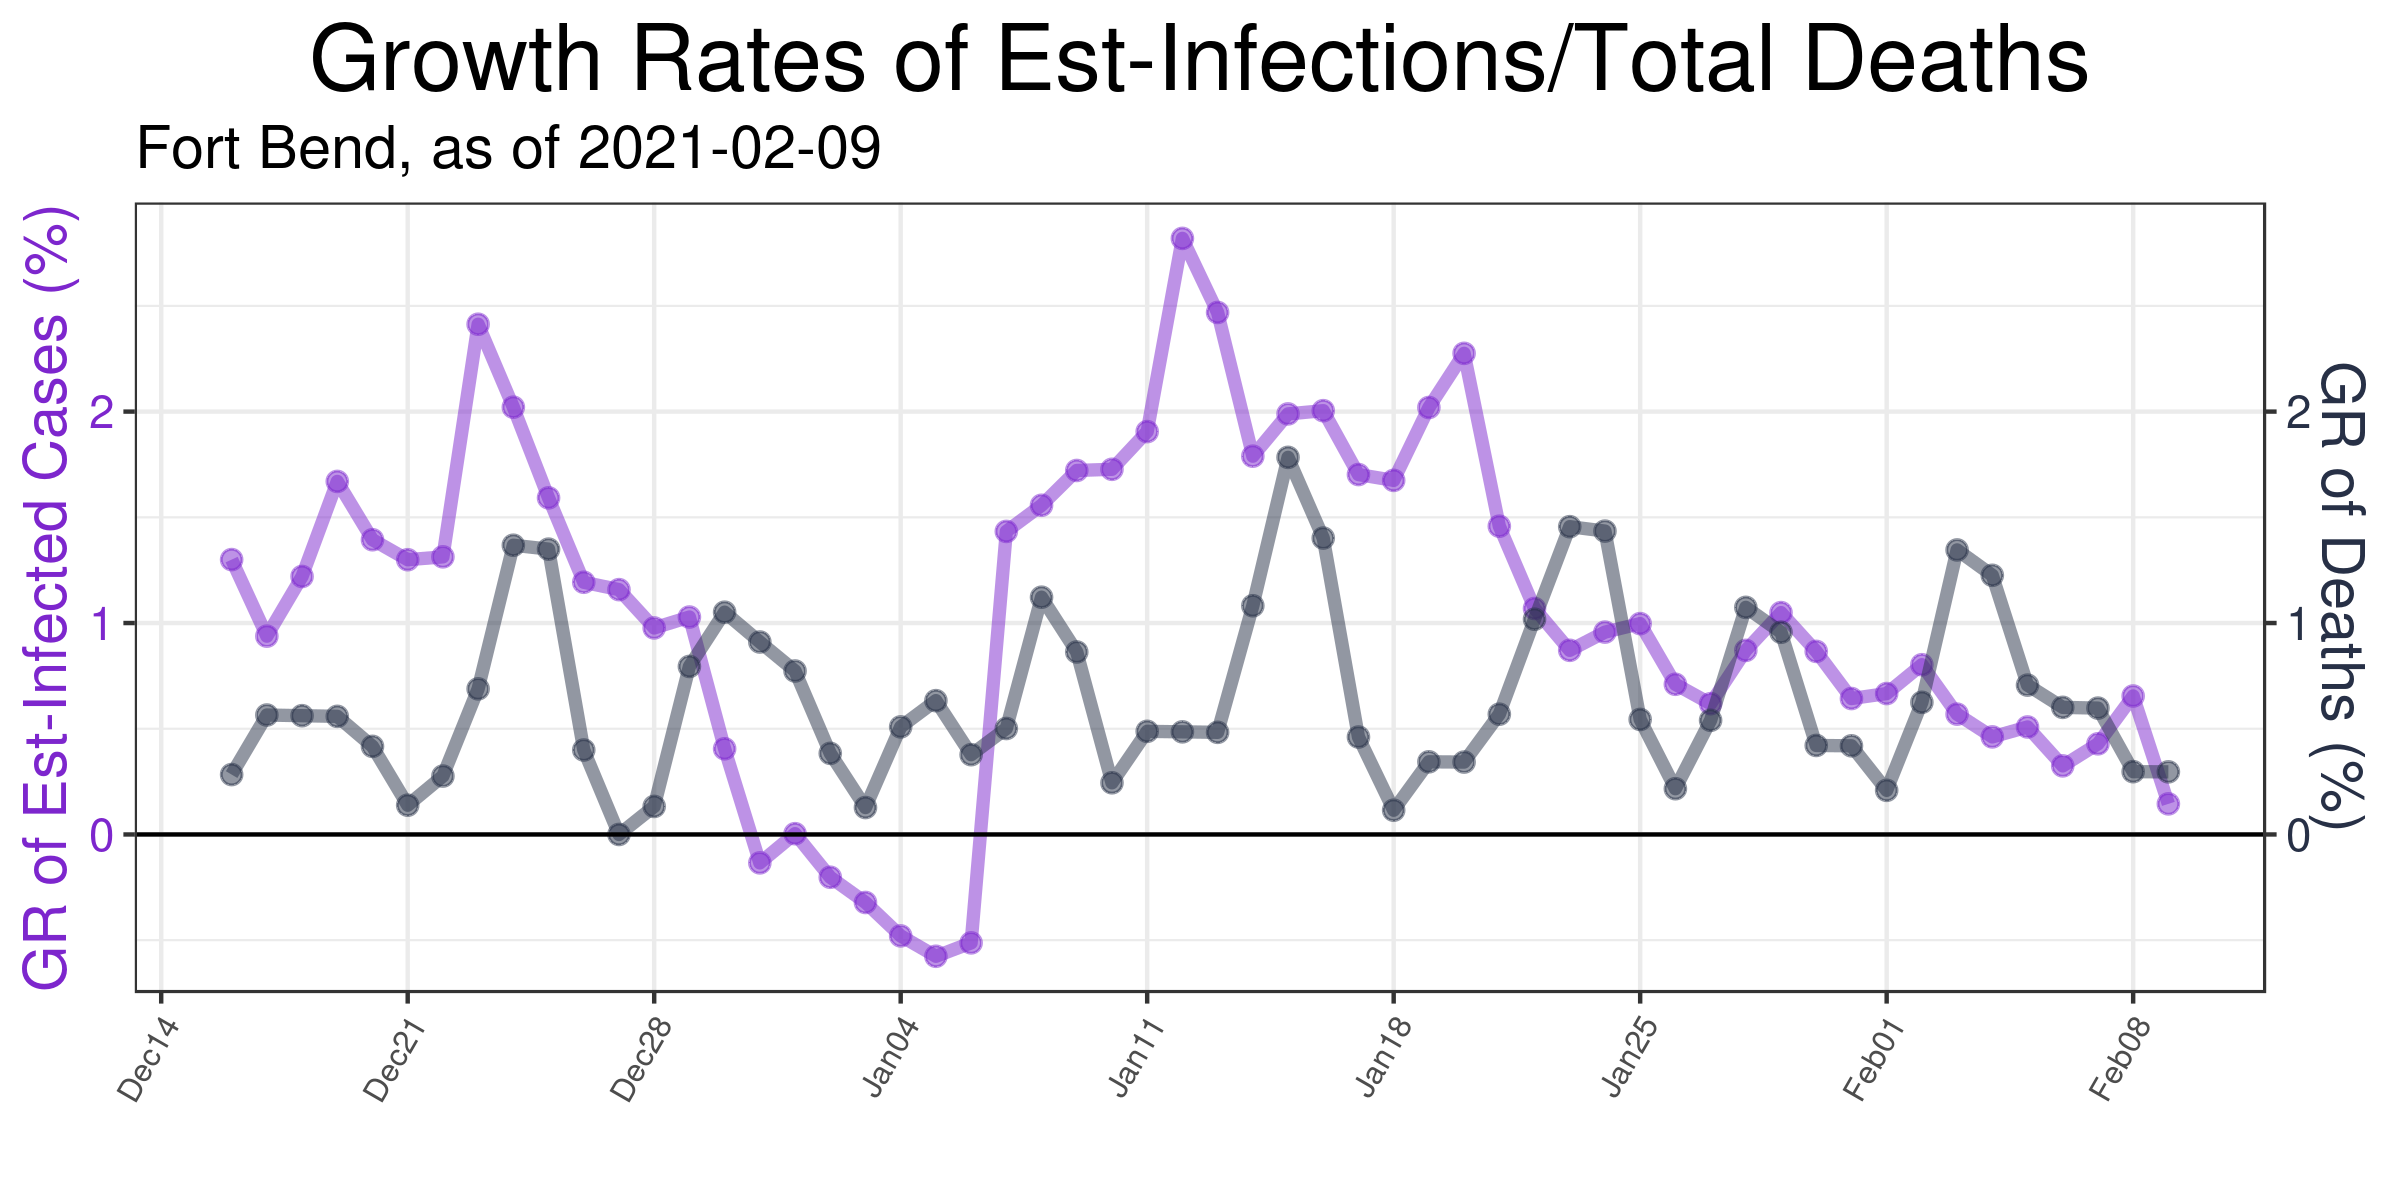 Growth Rates of Est-Infections/Total Deaths
Fort Bend, as of 2021-02-09
GR of Est-Infected Cases (%)
2
1
0
2
1
0
GR of Deaths (%)
Dec14
Dec21
Dec28
Jan04
Jan11
Jan18
Jan25
Feb01
Feb08